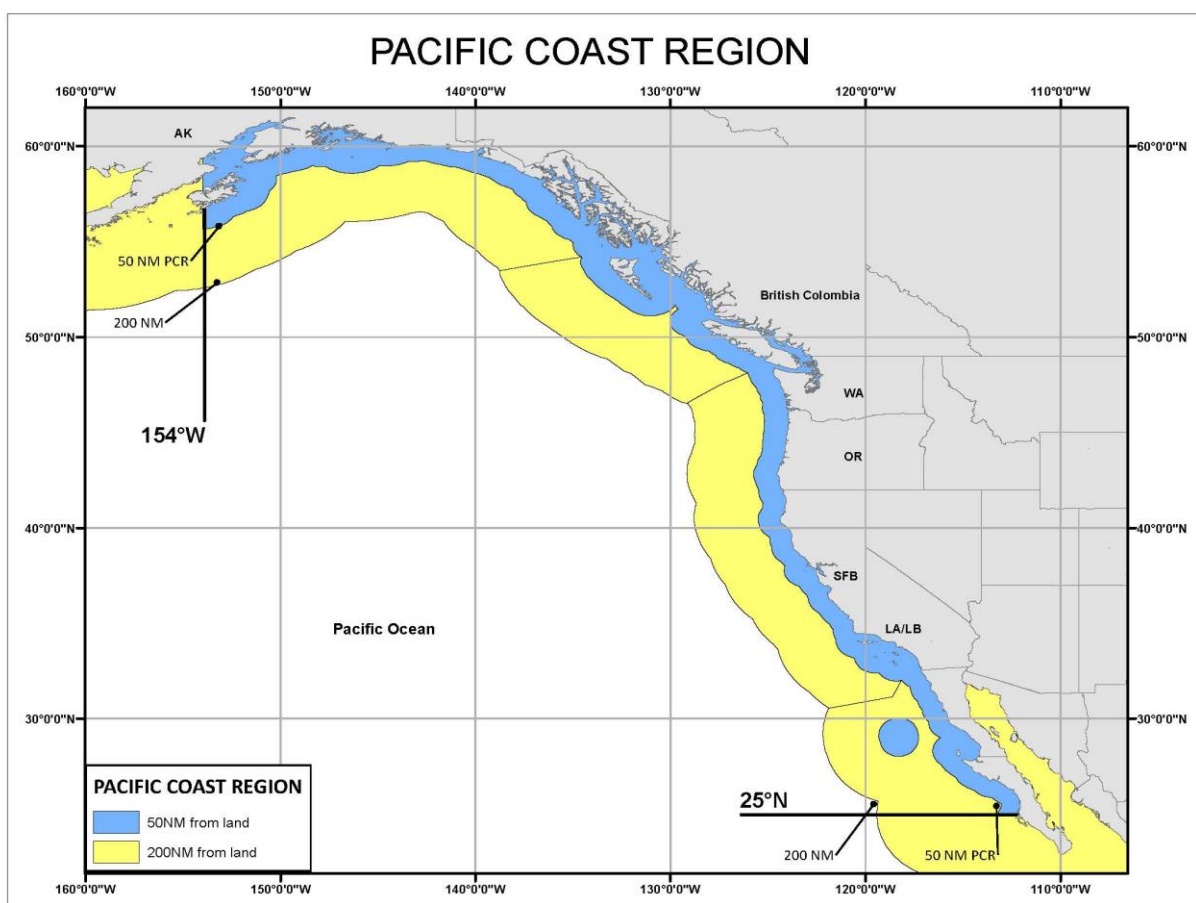 PACIFIC COAST REGION
160°0'0"W 150°0'0"W 140°0'0"W 130°0'0"W 120°0'0"W 110°0'0"W
AK
60°0'0"N 60°0'0"N
50 NM PCR
British Colombia
200 NM
50°0'0"N 50°0'0"N
WA
154°W
OR
40°0'0"N 40°0'0"N
SFB
Pacific Ocean
LA/LB
30°0'0"N 30°0'0"N
PACIFIC COAST REGION
50NM from land
200NM from land
25°N
200 NM
50 NM PCR
160°0'0"W 150°0'0"W 140°0'0"W 130°0'0"W 120°0'0"W 110°0'0"W